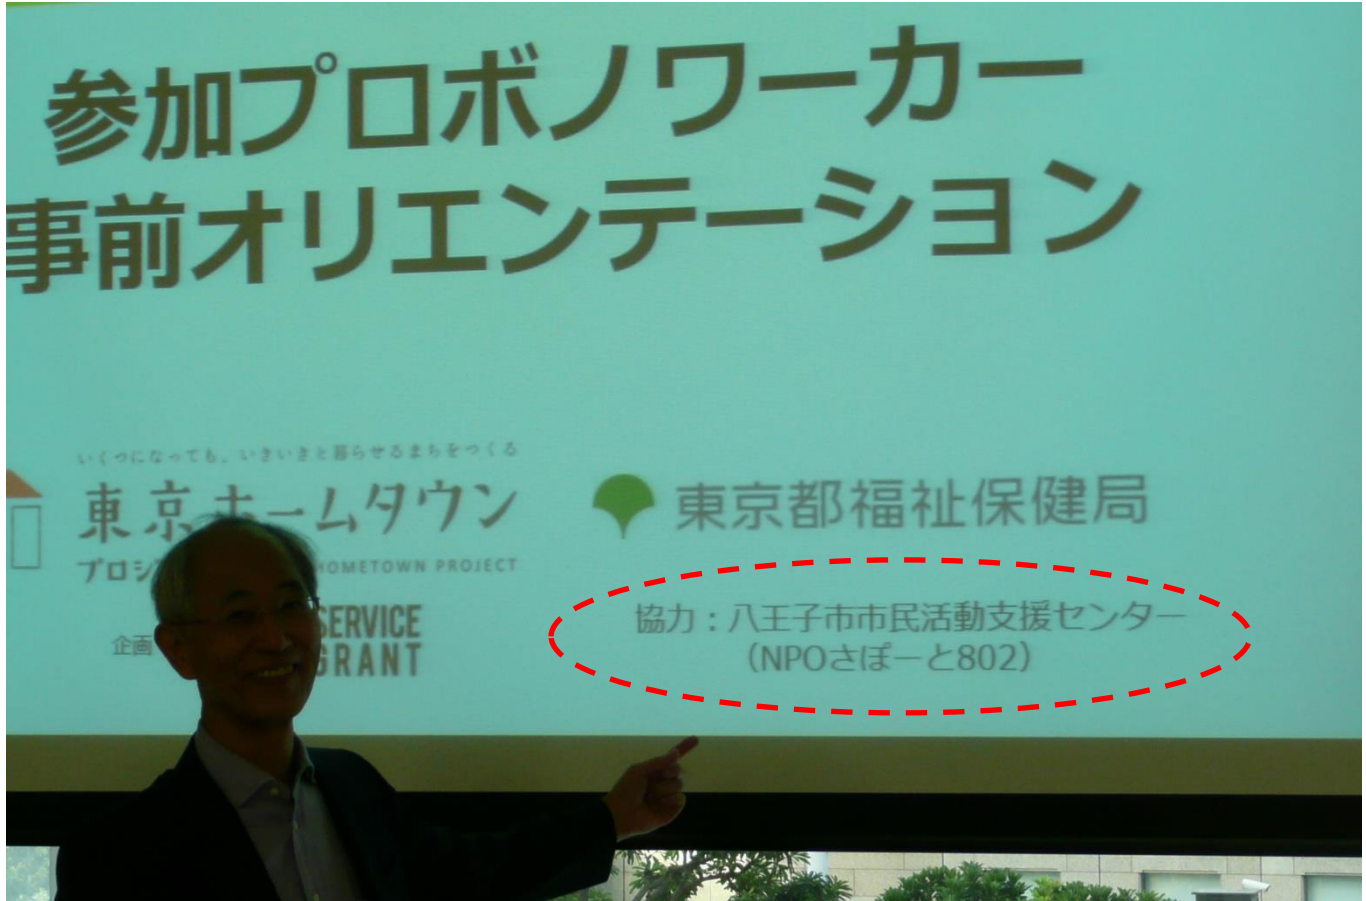 参加プロボノワーカー
事前オリエンテーション
いくつになっても、いきいきと暮らせるまちをつくる
東京ホームタウン
プロジ
HOMETOWN PROJECT
東京都福祉保健局
企画
SERVICE
GRANT
協力：八王子市市民活動支援センター
（NPOさぽーと802）